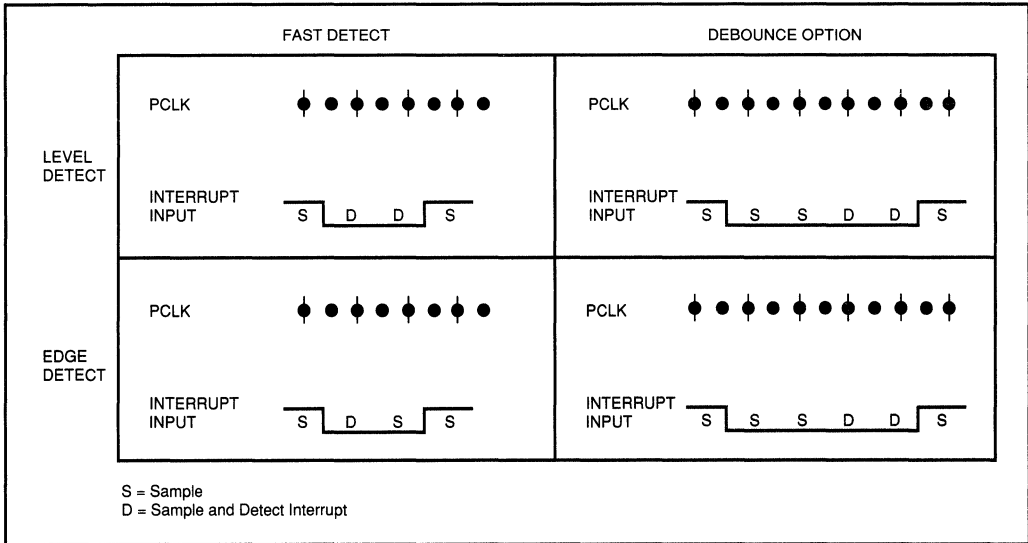 FAST DETECT
DEBOUNCE OPTION
LEVEL
DETECT
PCLK
INTERRUPT
INPUT
S D D S
PCLK
INTERRUPT
INPUT
S S S D D S
EDGE
DETECT
PCLK
INTERRUPT
INPUT
S D S S
PCLK
INTERRUPT
INPUT
S S S D D S
S = Sample
D = Sample and Detect Interrupt